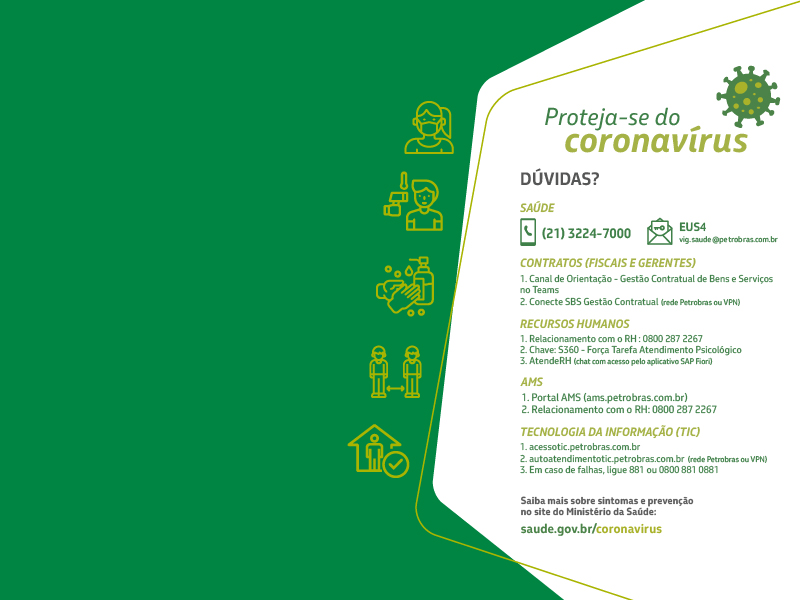 Proteja-se do
coronavírus
DÚVIDAS?
SAÚDE
(21) 3224-7000
EUS4
vig.saude@petrobras.com.br
CONTRATOS (FISCAIS E GERENTES)
1. Canal de Orientação - Gestão Contratual de Bens e Serviços
no Teams
2. Conecte SBS Gestão Contratual (rede Petrobras ou VPN)
RECURSOS HUMANOS
1. Relacionamento com o RH : 0800 287 2267
2. Chave: S360 - Força Tarefa Atendimento Psicológico
3. AtendeRH (chat com acesso pelo aplicativo SAP Fiori)
AMS
1. Portal AMS (ams.petrobras.com.br)
2. Relacionamento com o RH: 0800 287 2267
TECNOLOGIA DA INFORMAÇÃO (TIC)
1. acessotic.petrobras.com.br
2. autoatendimentotic.petrobras.com.br (rede Petrobras ou VPN)
3. Em caso de falhas, ligue 881 ou 0800 881 0881
Saiba mais sobre sintomas e prevenção
no site do Ministério da Saúde:
saude.gov.br/coronavirus